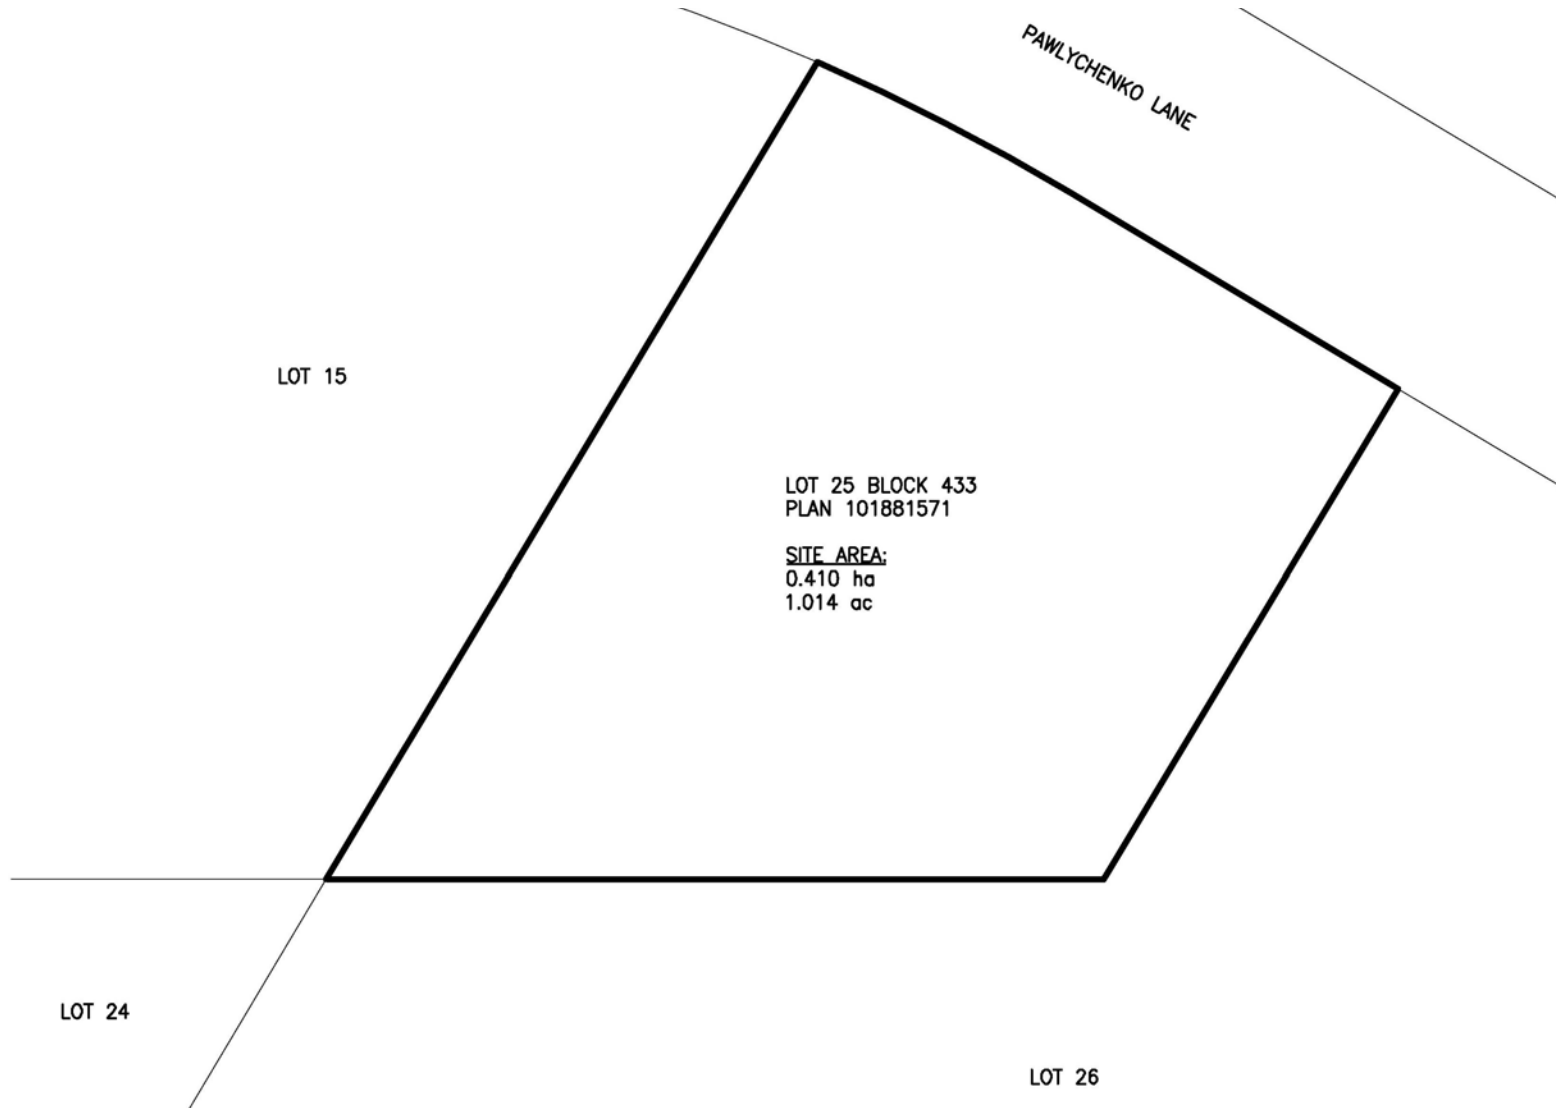 PAWLYCHENKO LANE
LOT 15
LOT 25 BLOCK 433
PLAN 101881571
SITE AREA:
0.410 ha
1.014 ac
LOT 24
LOT 26